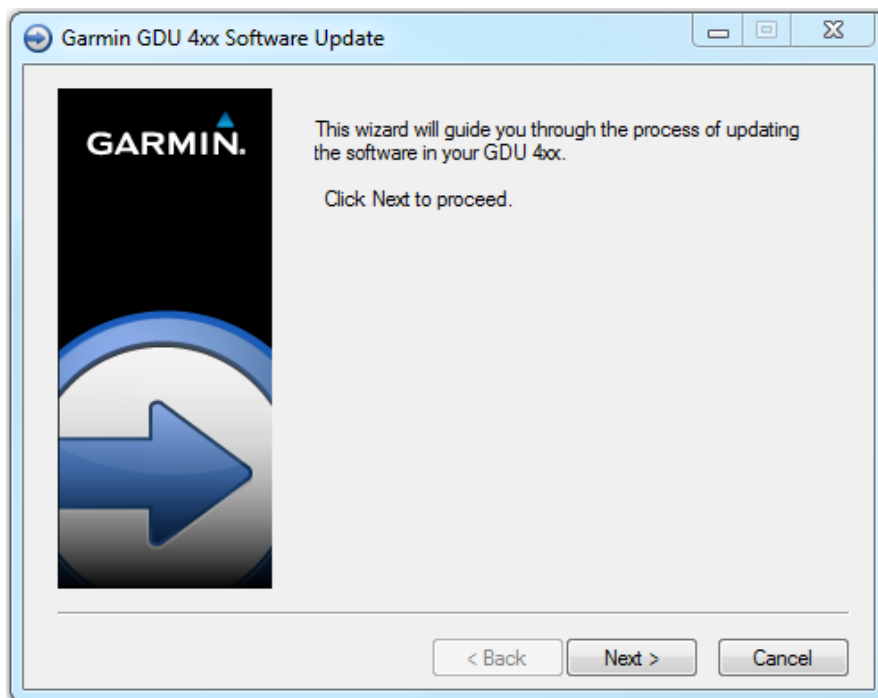 Garmin GDU 4xx Software Update
GARMIN.
This wizard will guide you through the process of updating
the software in your GDU 4xx.
Click Next to proceed.
< Back
Next >
Cancel